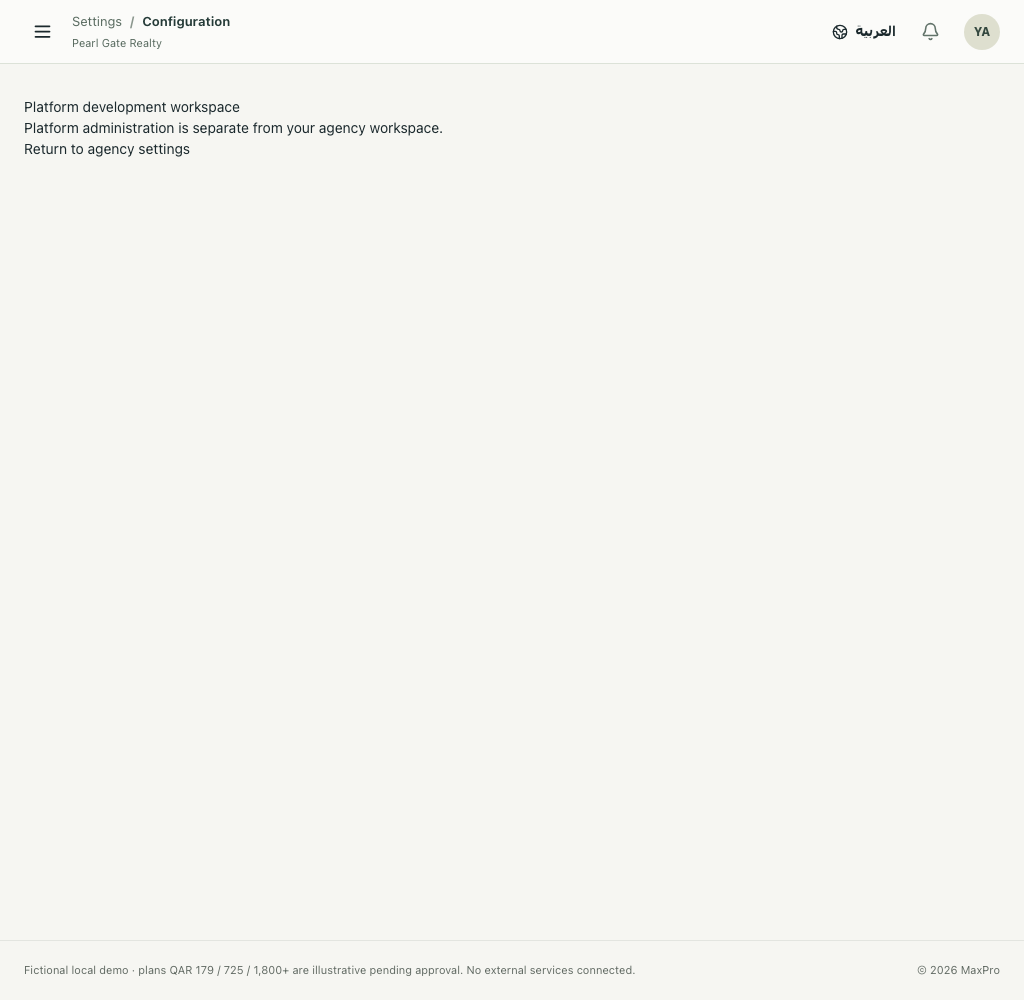 Settings / Configuration
Pearl Gate Realty
العربية
YA
Platform development workspace
Platform administration is separate from your agency workspace.
Return to agency settings
Fictional local demo · plans QAR 179 / 725 / 1,800+ are illustrative pending approval. No external services connected.
© 2026 MaxPro